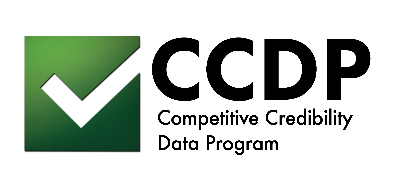 CCDP
Competitive Credibility
Data Program